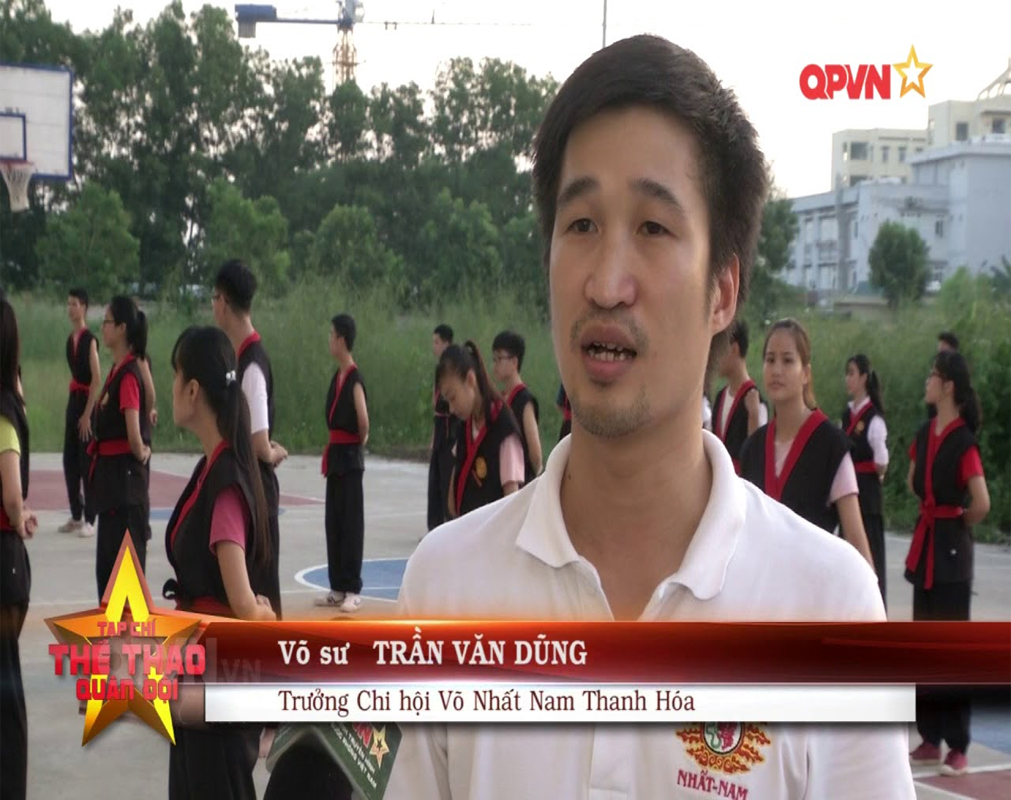 QPVN
TẠP CHÍ
THỂ THAO
QUÂN ĐỘI
Võ sư TRẦN VĂN DŨNG
Trưởng Chi hội Võ Nhất Nam Thanh Hóa
NHẤT-NAM